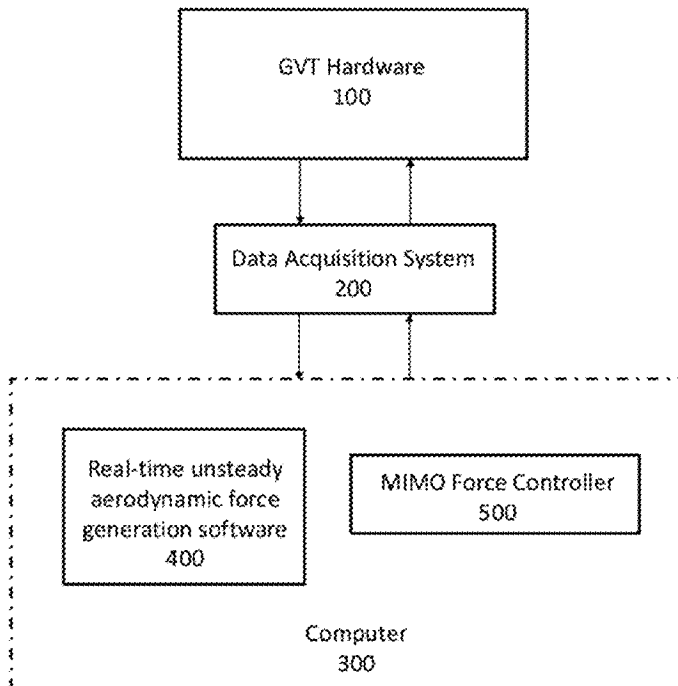 GVT Hardware
100
Data Acquisition System
200
Real-time unsteady
aerodynamic force
generation software
400
MIMO Force Controller
500
Computer
300